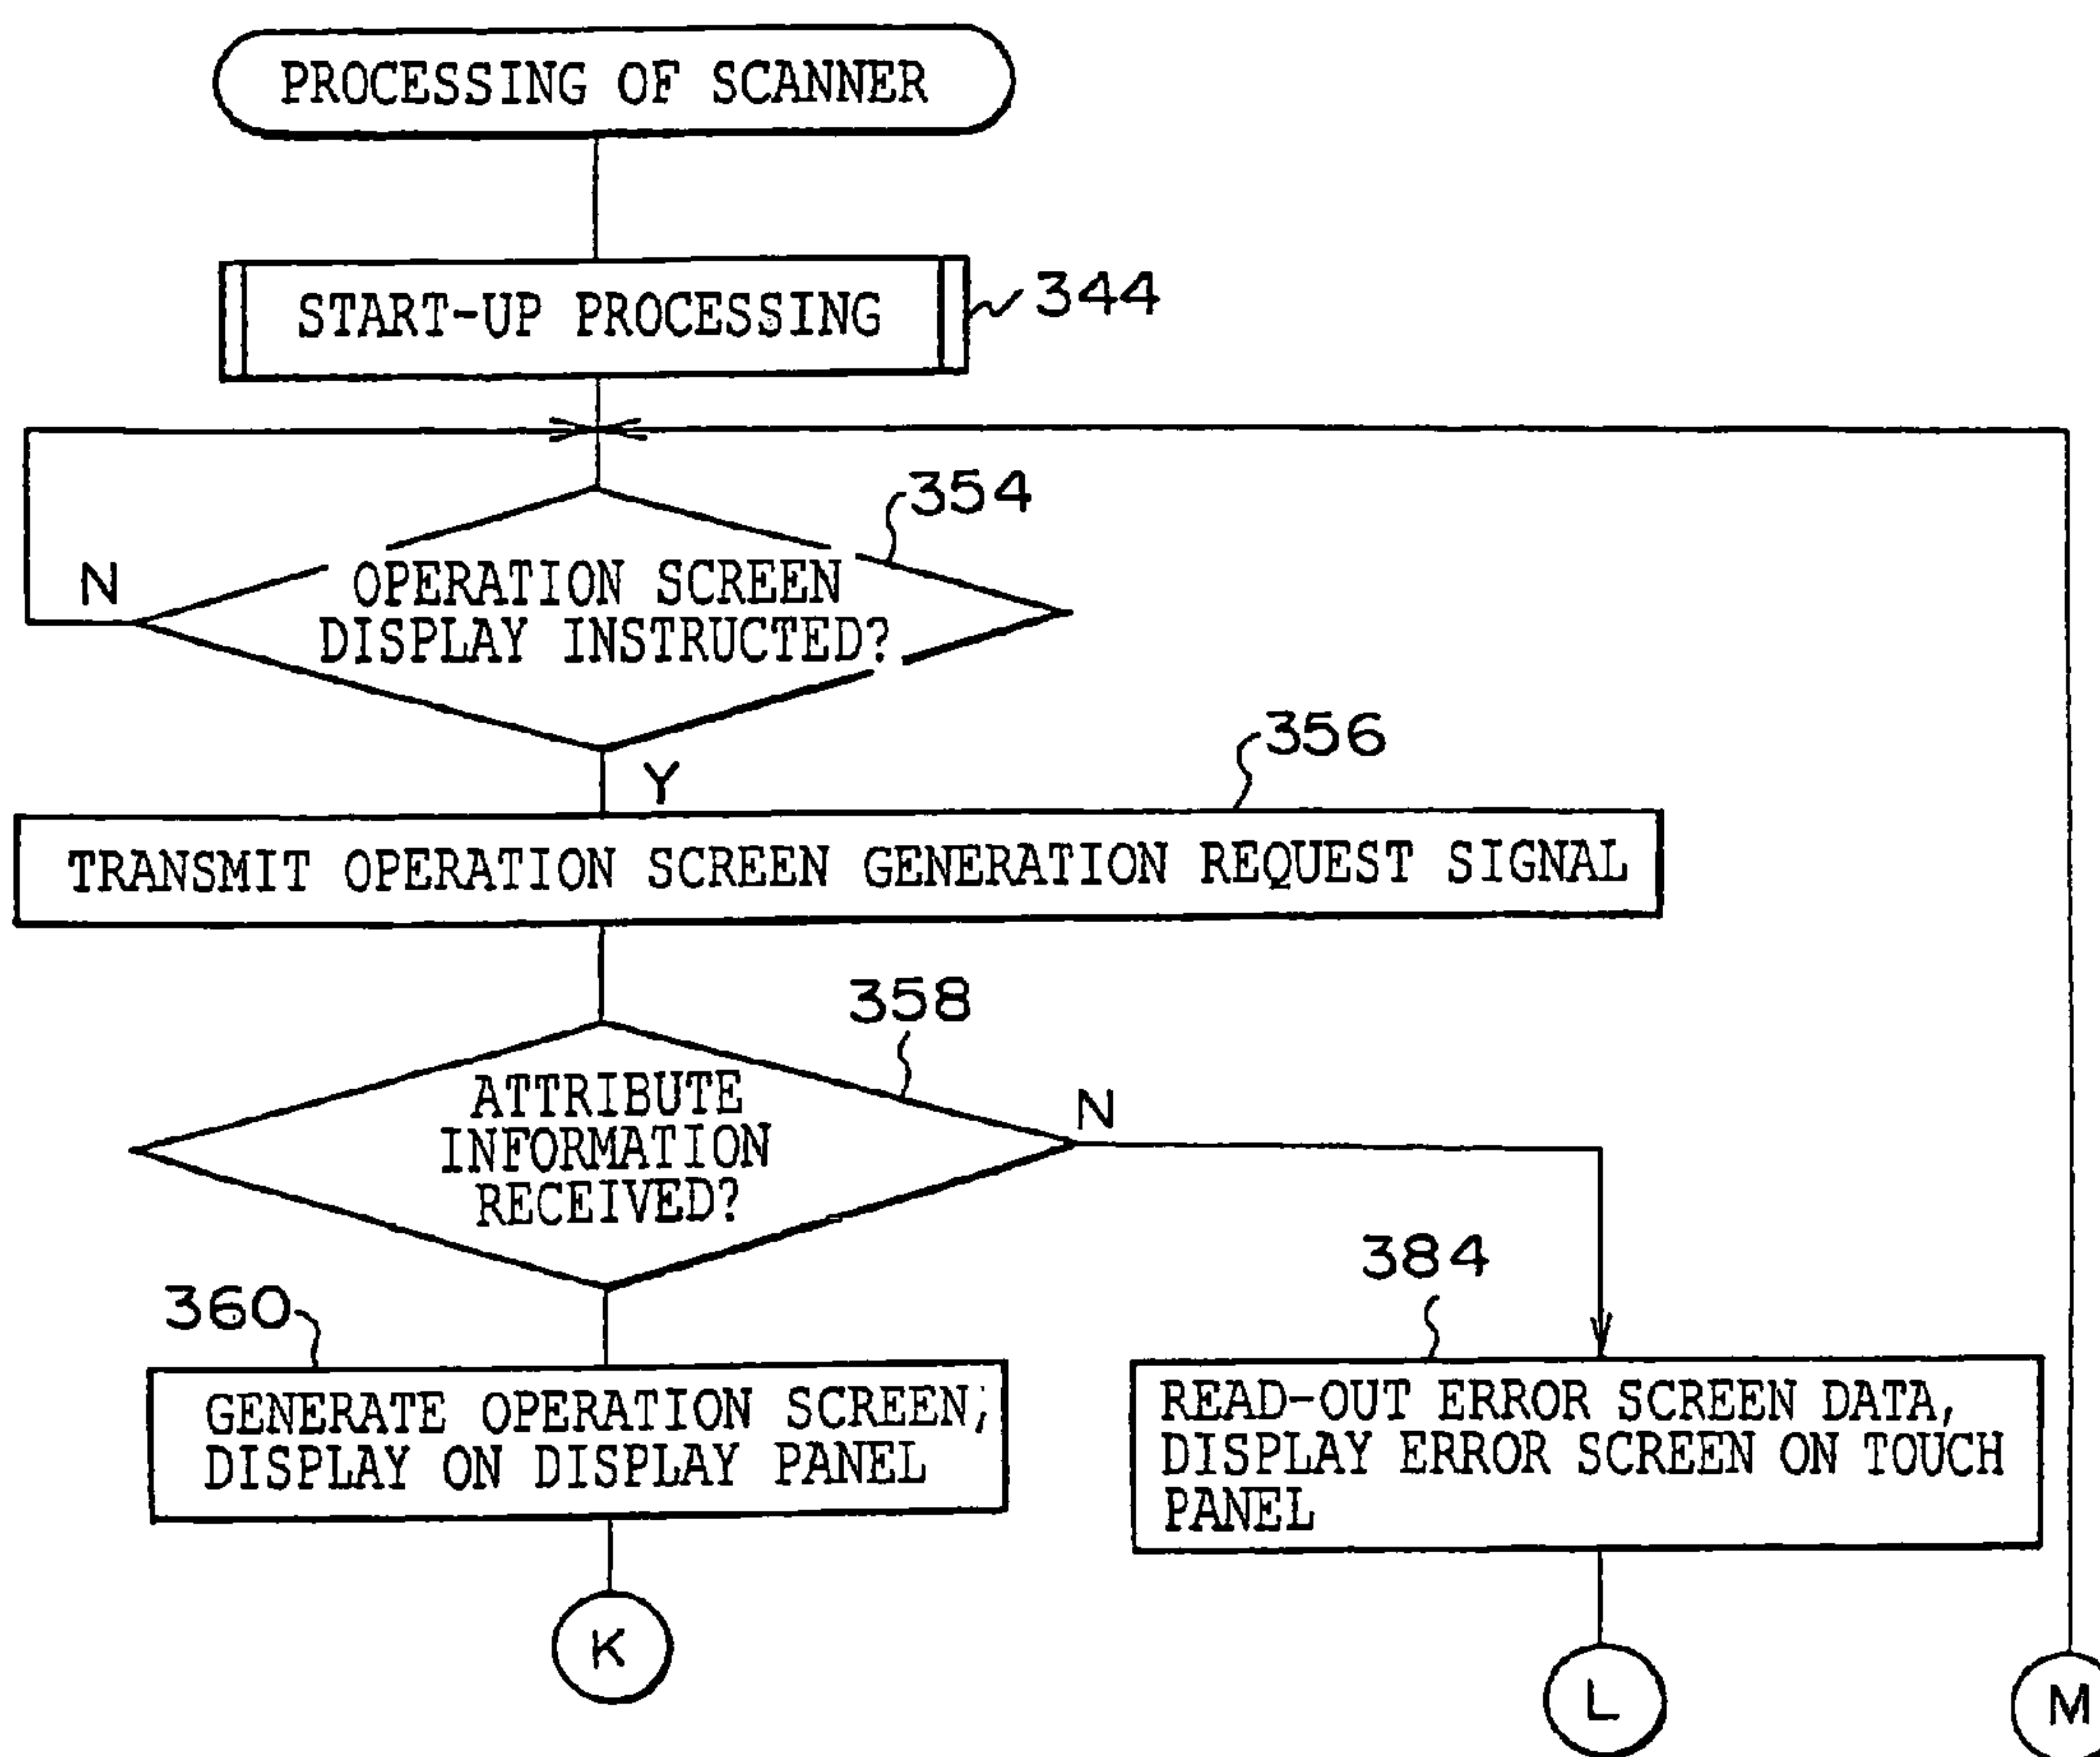 PROCESSING OF SCANNER
START-UP PROCESSING
344
354
N
OPERATION SCREEN
DISPLAY INSTRUCTED?
356
Y
TRANSMIT OPERATION SCREEN GENERATION REQUEST SIGNAL
358
N
ATTRIBUTE
INFORMATION
RECEIVED?
360
384
GENERATE OPERATION SCREEN,
DISPLAY ON DISPLAY PANEL
READ-OUT ERROR SCREEN DATA,
DISPLAY ERROR SCREEN ON TOUCH
PANEL
K
L
M